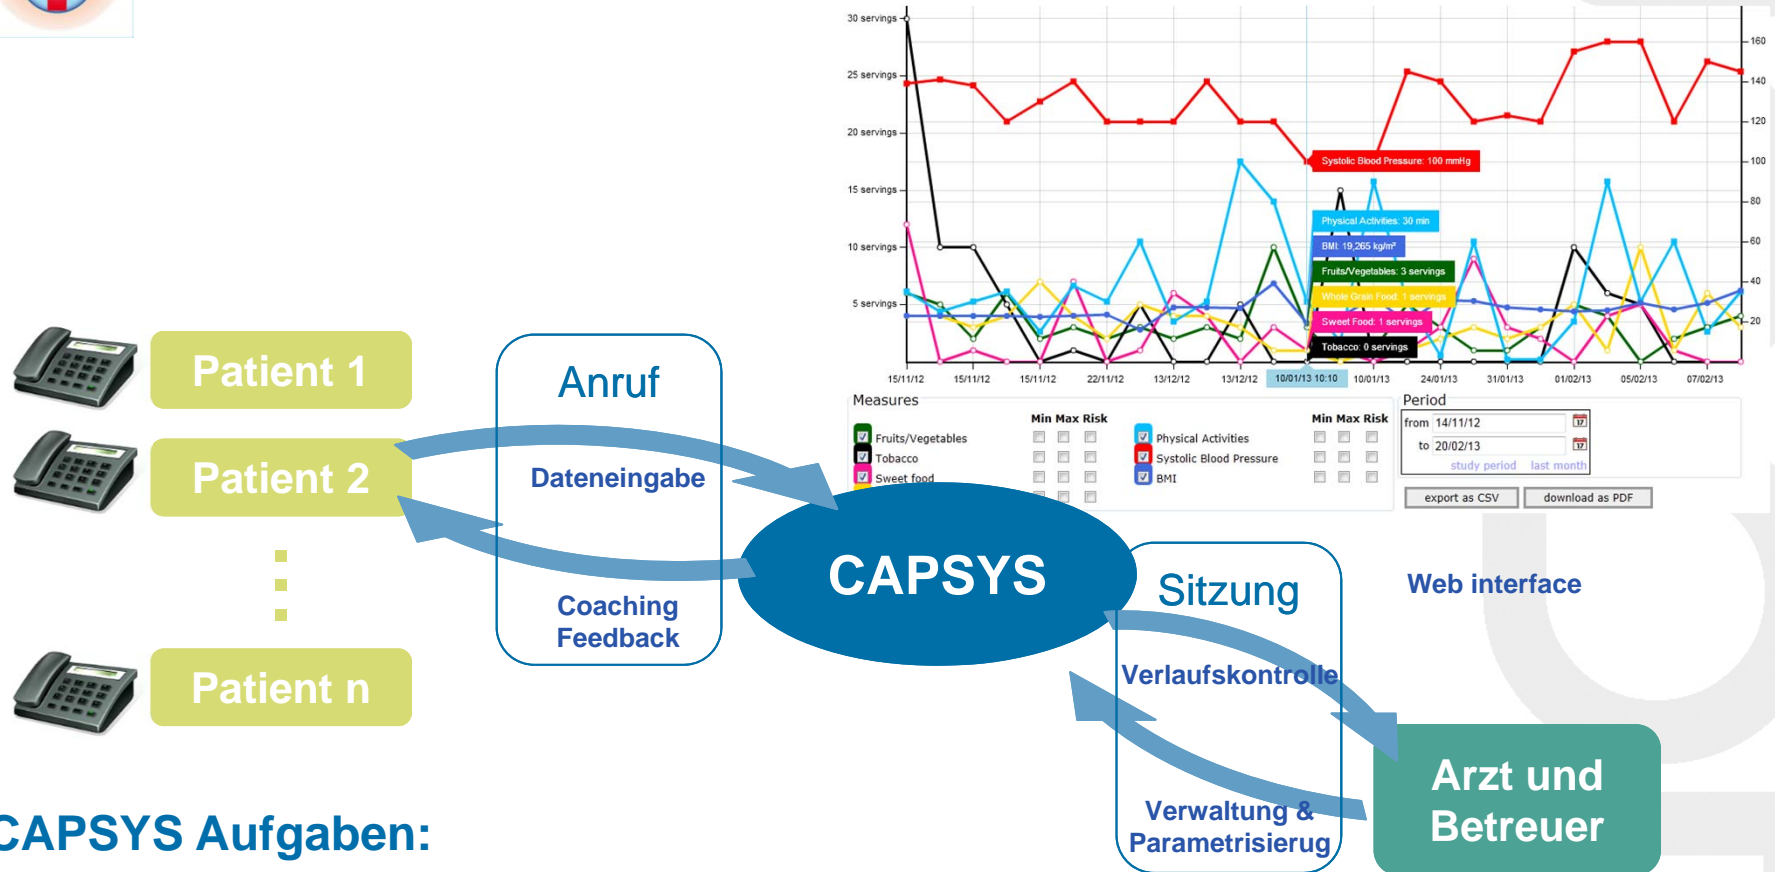 30 servings
25 servings
20 servings
15 servings
10 servings
5 servings
160
140
120
100
80
60
40
20
Systolic Blood Pressure: 100 mmHg
Physical Activities: 30 min
BMI: 19,265 kg/m²
Fruits/Vegetables: 3 servings
Whole Grain Food: 1 servings
Sweet Food: 1 servings
Tobacco: 0 servings
15/11/12 15/11/12 15/11/12 22/11/12 13/12/12 13/12/12 10/01/13 10:10 10/01/13 24/01/13 31/01/13 01/02/13 05/02/13 07/02/13
Measures
Min Max Risk Min Max Risk
Fruits/Vegetables Physical Activities
Tobacco Systolic Blood Pressure
Sweet food BMI
Period
from 14/11/12 17
to 20/02/13 17
study period last month
export as CSV download as PDF
Patient 1
Patient 2
Patient n
Anruf
Dateneingabe
Coaching
Feedback
CAPSYS
Sitzung
Web interface
Verlaufskontrolle
Verwaltung &
Parametrisierug
Arzt und
Betreuer
CAPSYS Aufgaben: